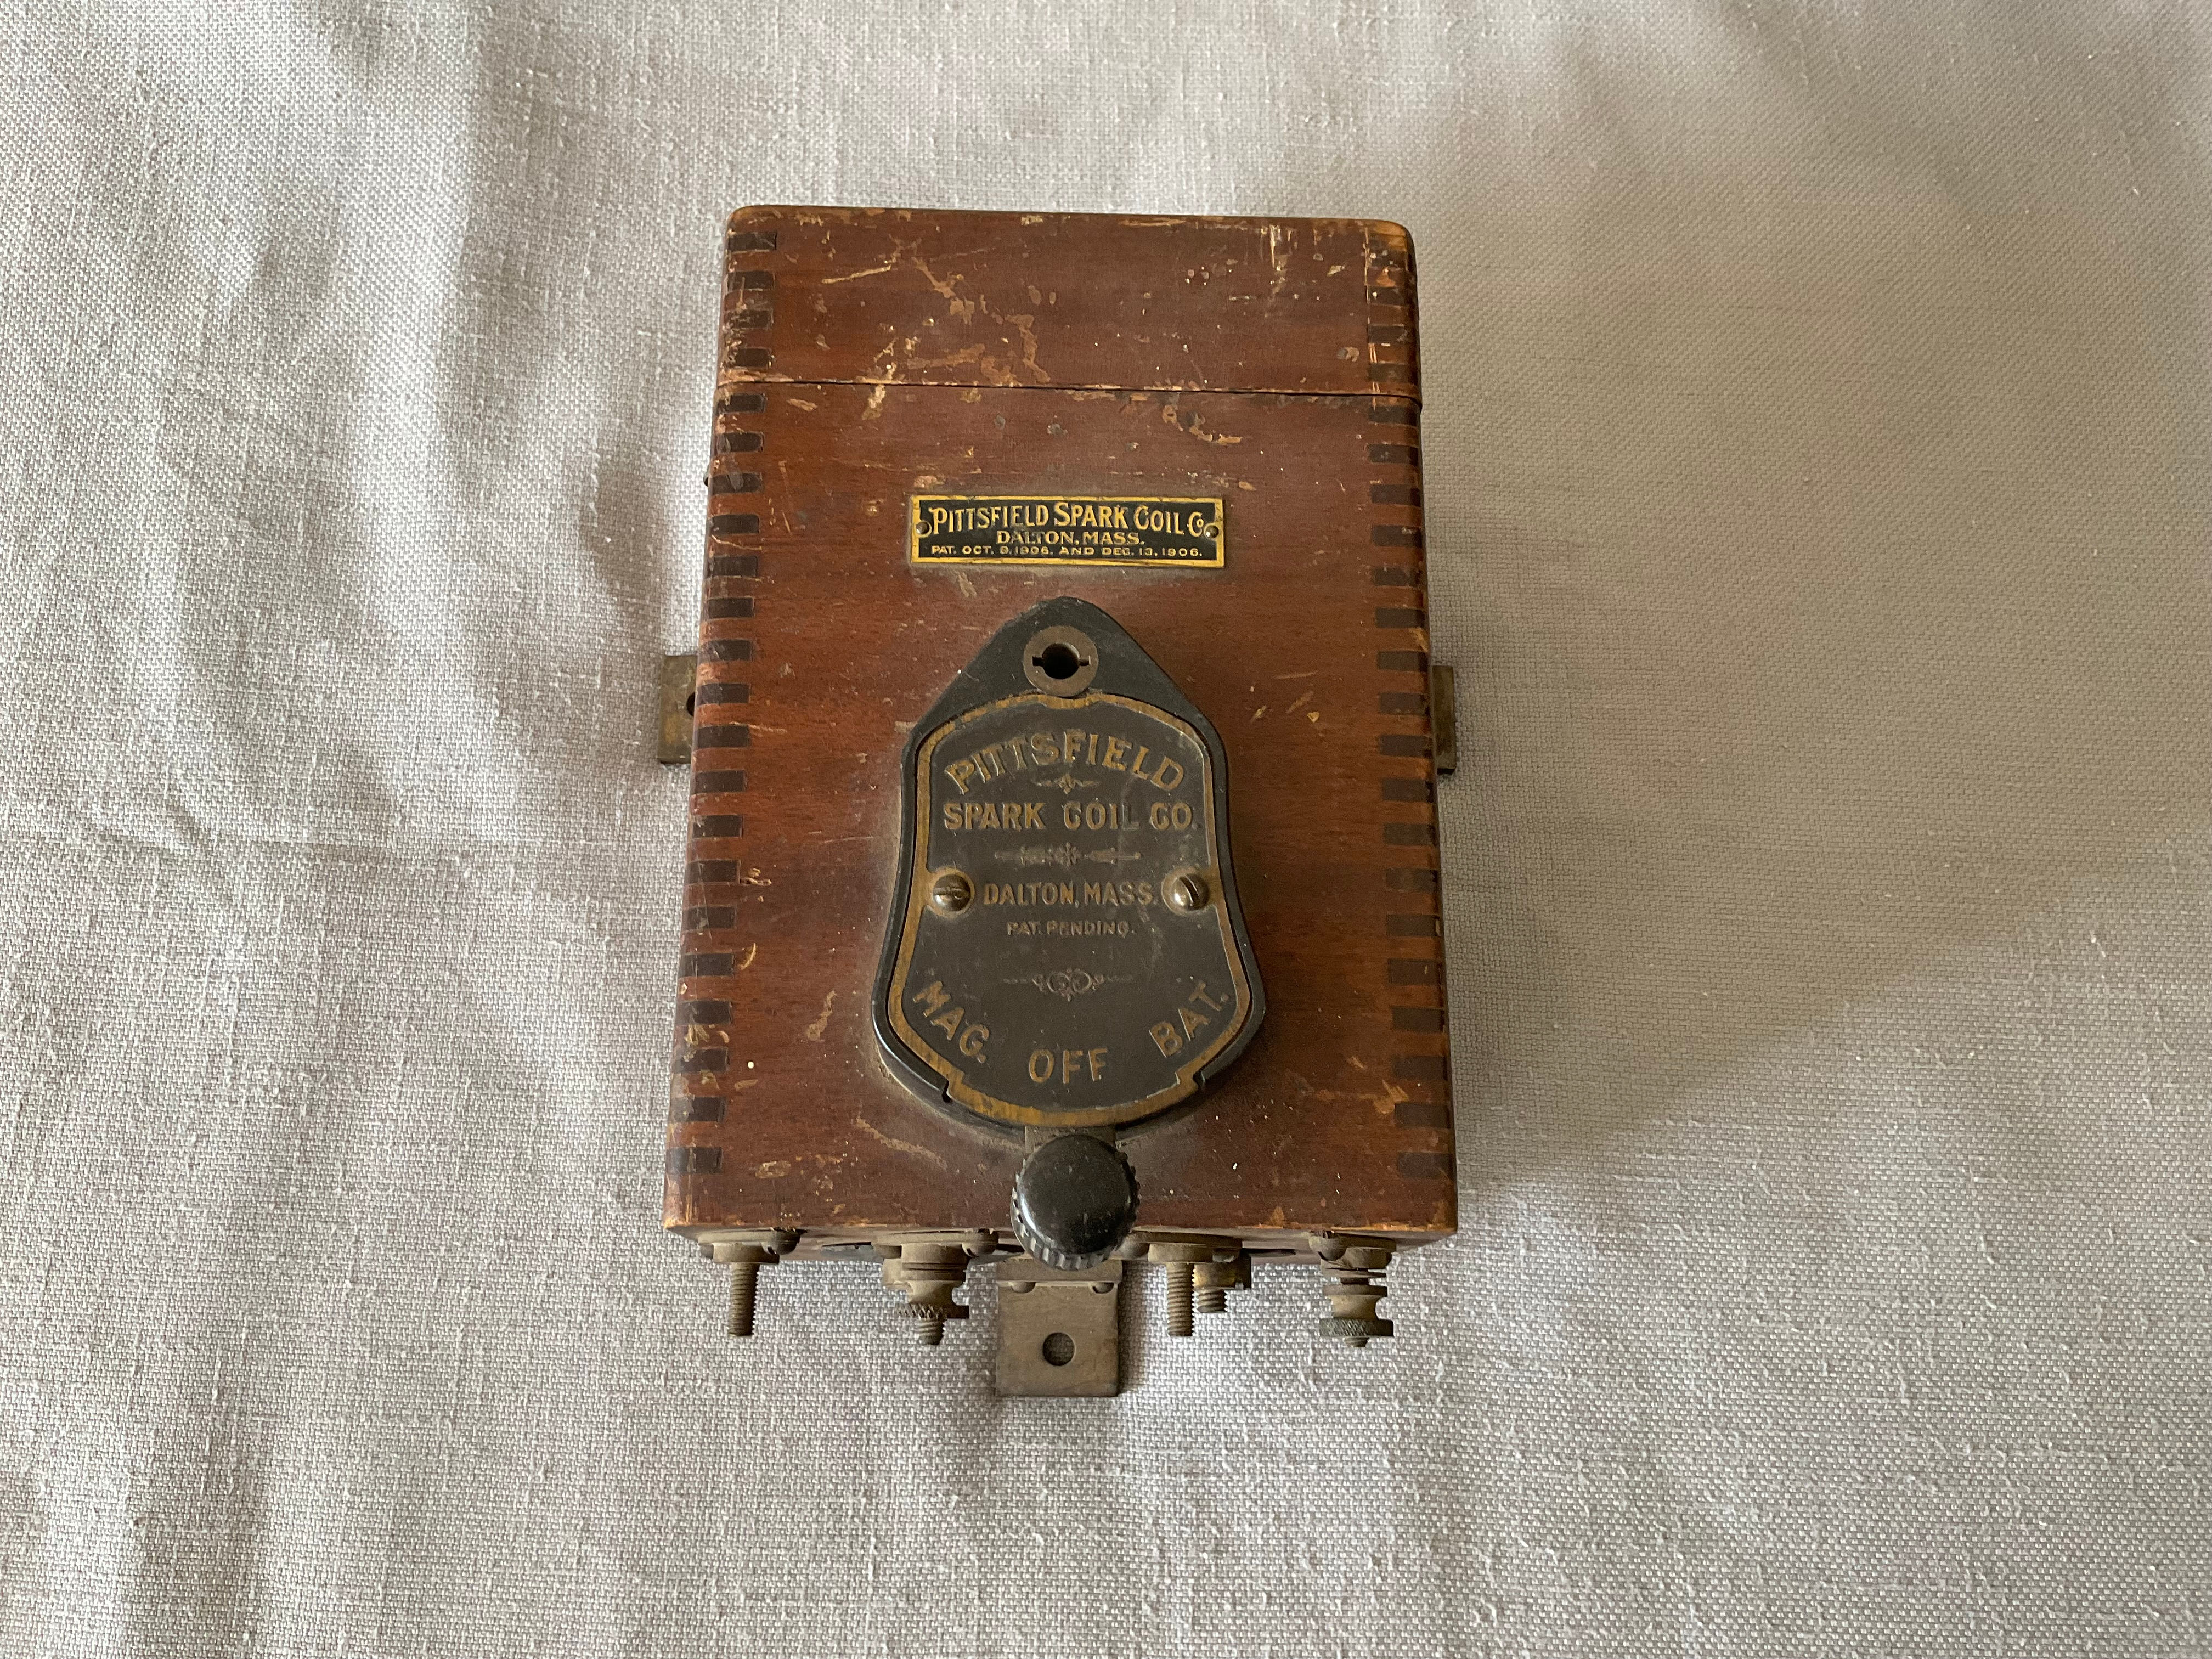 PITTSFIELD SPARK COIL CO.
DALTON, MASS.
PAT. OCT. 9, 1906. AND DEC. 13, 1906.
PITTSFIELD
SPARK COIL CO.
DALTON, MASS.
PAT. PENDING.
MAG. OFF BAT.